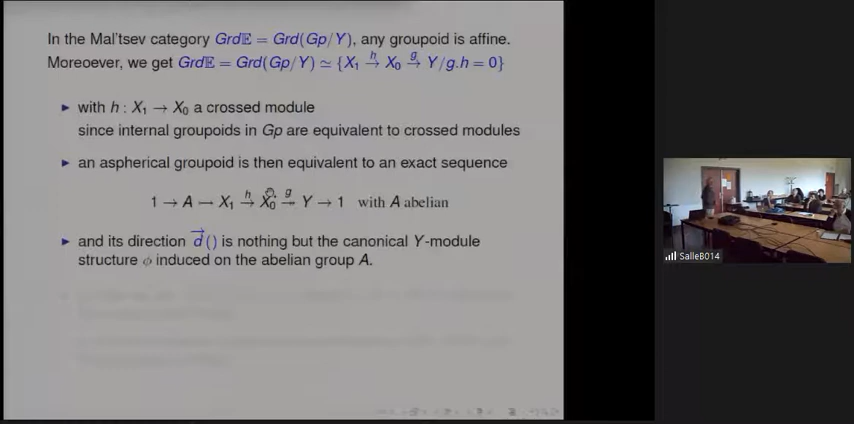 In the Mal'tsev category Grd𝔼 = Grd(Gp/Y), any groupoid is affine.
Moreoever, we get Grd𝔼 = Grd(Gp/Y) ≃ {X₁ →ʰ X₀ →ᵍ Y/g.h = 0}
▶ with h : X₁ → X₀ a crossed module
since internal groupoids in Gp are equivalent to crossed modules
▶ an aspherical groupoid is then equivalent to an exact sequence
1 → A ↣ X₁ →ʰ X₀ ↠ᵍ Y → 1 with A abelian
▶ and its direction d⃗() is nothing but the canonical Y-module
structure ϕ induced on the abelian group A.
SalleB014